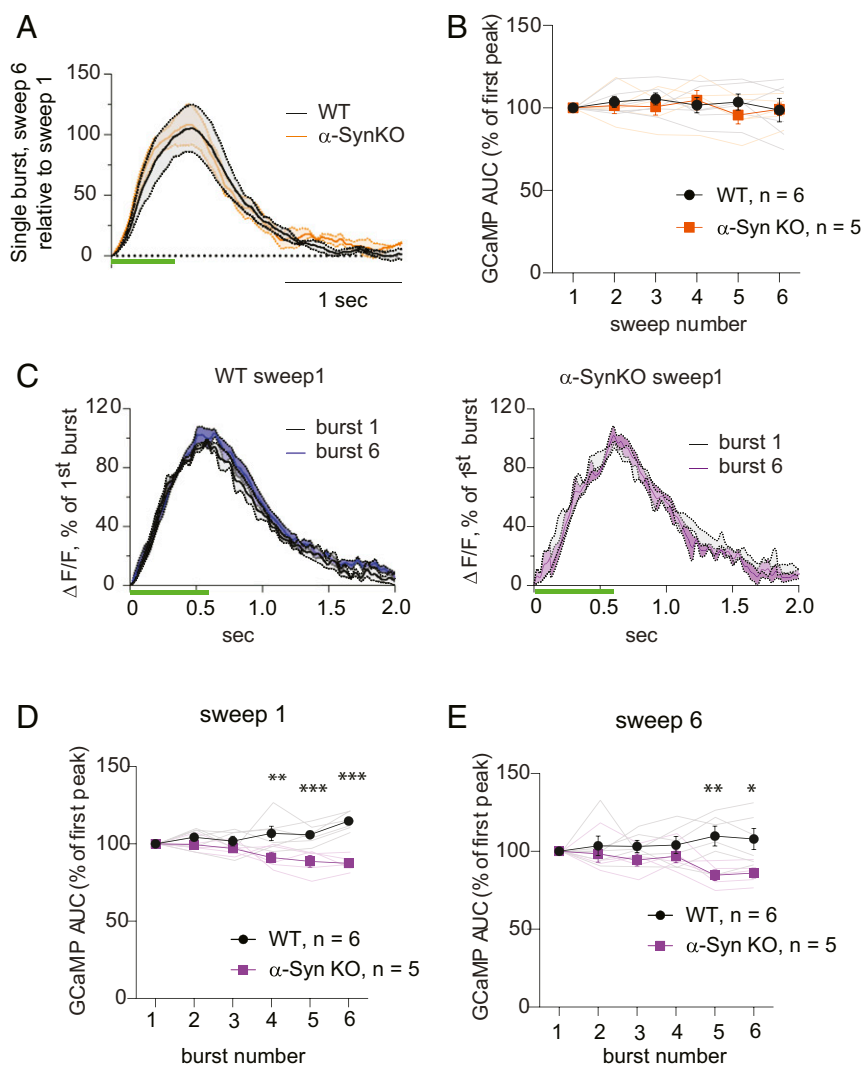 A
Single burst, sweep 6
relative to sweep 1
150
100
50
0
WT
α-SynKO
1 sec
B
GCaMP AUC (% of first peak)
150
100
50
0
WT, n = 6
α-Syn KO, n = 5
1 2 3 4 5 6
sweep number
C
WT sweep1
Δ F/F, % of 1st burst
120
80
40
0
burst 1
burst 6
0 0.5 1.0 1.5 2.0
sec
α-SynKO sweep1
Δ F/F, % of 1st burst
120
80
40
0
burst 1
burst 6
0 0.5 1.0 1.5 2.0
sec
D
sweep 1
GCaMP AUC (% of first peak)
150
100
50
0
** *** ***
WT, n = 6
α-Syn KO, n = 5
1 2 3 4 5 6
burst number
E
sweep 6
GCaMP AUC (% of first peak)
150
100
50
0
** *
WT, n = 6
α-Syn KO, n = 5
1 2 3 4 5 6
burst number